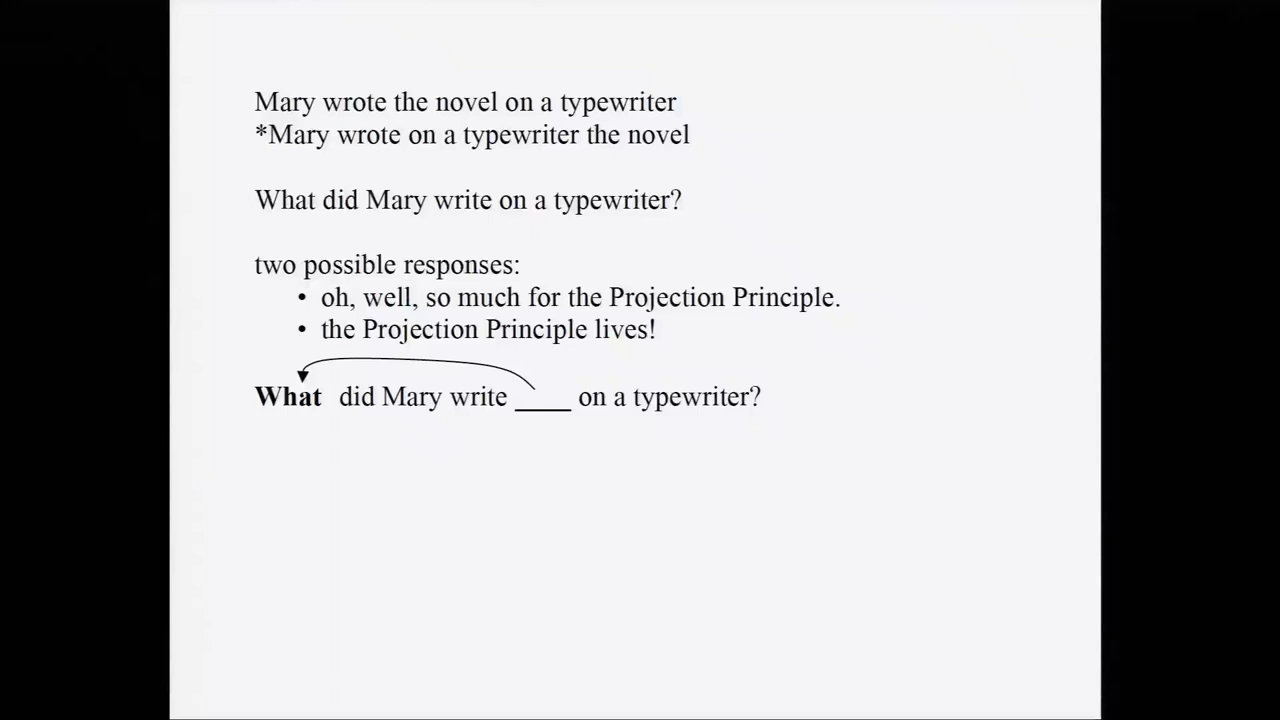 Mary wrote the novel on a typewriter
*Mary wrote on a typewriter the novel
What did Mary write on a typewriter?
two possible responses:
• oh, well, so much for the Projection Principle.
• the Projection Principle lives!
What did Mary write ____ on a typewriter?